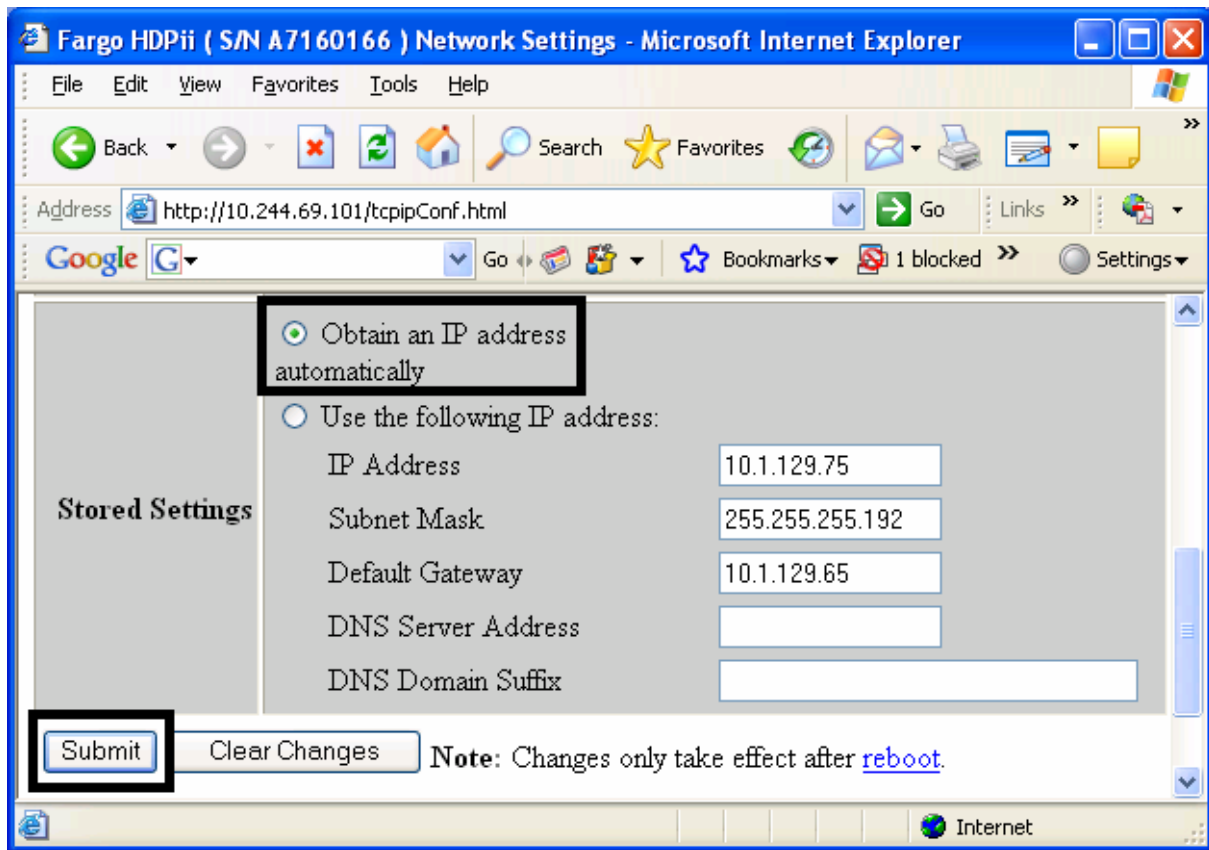 Fargo HDPii ( S/N A7160166 ) Network Settings - Microsoft Internet Explorer
File Edit View Favorites Tools Help
Back Search Favorites »
Address http://10.244.69.101/tcpipConf.html Go Links »
Google G Go Bookmarks 1 blocked » Settings
Obtain an IP address
automatically
Use the following IP address:
IP Address 10.1.129.75
Stored Settings
Subnet Mask 255.255.255.192
Default Gateway 10.1.129.65
DNS Server Address
DNS Domain Suffix
Submit Clear Changes Note: Changes only take effect after reboot.
Internet